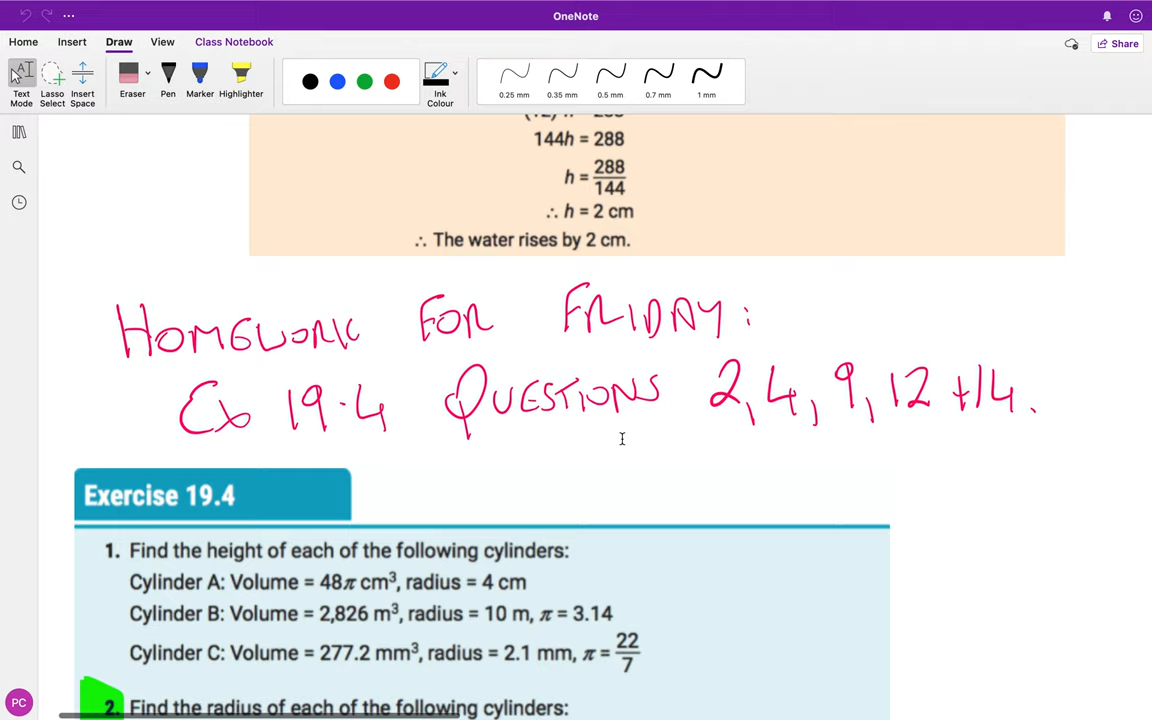 OneNote
Home Insert Draw View Class Notebook
Share
Text Mode
Lasso Select
Insert Space
Eraser
Pen
Marker
Highlighter
Ink Colour
0.25 mm 0.35 mm 0.5 mm 0.7 mm 1 mm
144h = 288
h = 288/144
∴ h = 2 cm
∴ The water rises by 2 cm.
HOMEWORK FOR FRIDAY:
Ex 19.4 QUESTIONS 2, 4, 9, 12 + 14.
Exercise 19.4
1. Find the height of each of the following cylinders:
Cylinder A: Volume = 48π cm³, radius = 4 cm
Cylinder B: Volume = 2,826 m³, radius = 10 m, π = 3.14
Cylinder C: Volume = 277.2 mm³, radius = 2.1 mm, π = 22/7
2. Find the radius of each of the following cylinders:
PC